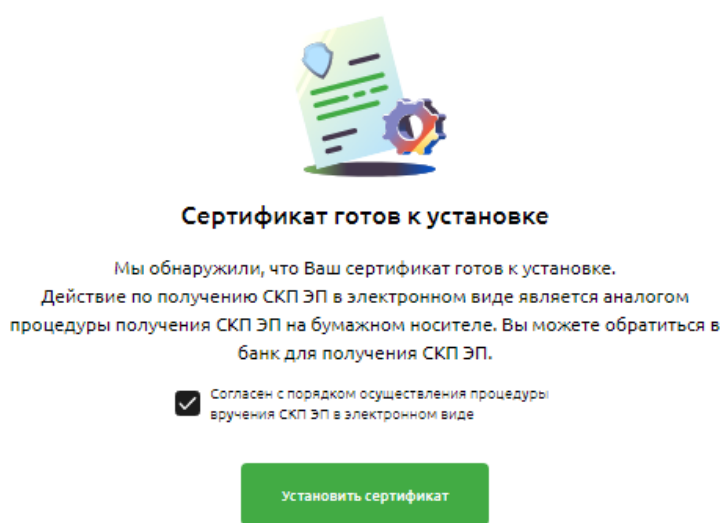 Сертификат готов к установке
Мы обнаружили, что Ваш сертификат готов к установке.
Действие по получению СКП ЭП в электронном виде является аналогом
процедуры получения СКП ЭП на бумажном носителе. Вы можете обратиться в
банк для получения СКП ЭП.
Согласен с порядком осуществления процедуры
вручения СКП ЭП в электронном виде
Установить сертификат